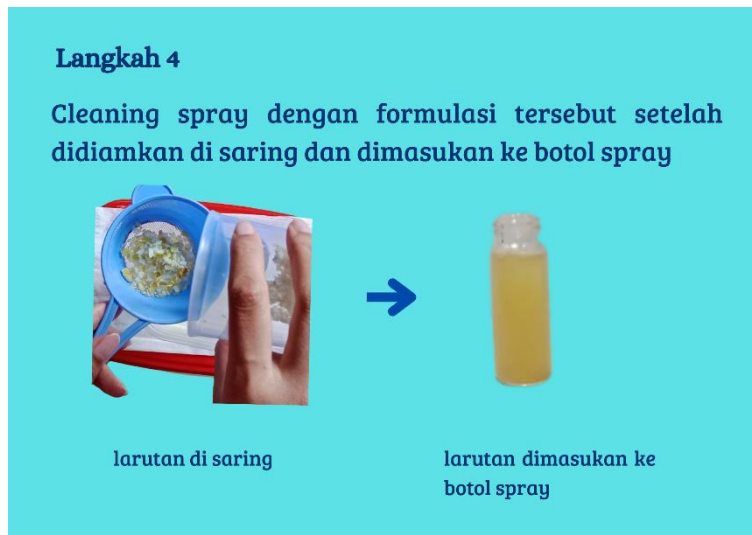 Langkah 4
Cleaning spray dengan formulasi tersebut setelah
didiamkan di saring dan dimasukan ke botol spray
larutan di saring
larutan dimasukan ke
botol spray